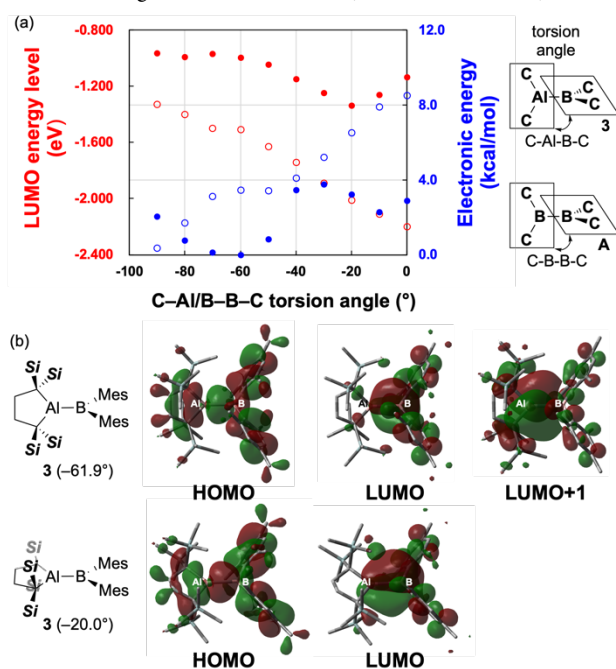 (a)
LUMO energy level
(eV)
-0.800
-1.200
-1.600
-2.000
-2.400
-100
-80
-60
-40
-20
0
C–Al/B–B–C torsion angle (°)
12.0
8.0
4.0
0.0
Electronic energy
(kcal/mol)
torsion
angle
C
C
Al
B
C
C
3
C-Al-B-C
C
C
B
B
C
C
A
C-B-B-C
(b)
Si
Si
Al
B
Mes
Mes
Si
Si
3 (–61.9°)
Al
B
HOMO
Al
B
LUMO
Al
B
LUMO+1
Si
Si
Si
Al
B
Mes
Mes
Si
3 (–20.0°)
Al
B
HOMO
Al
B
LUMO